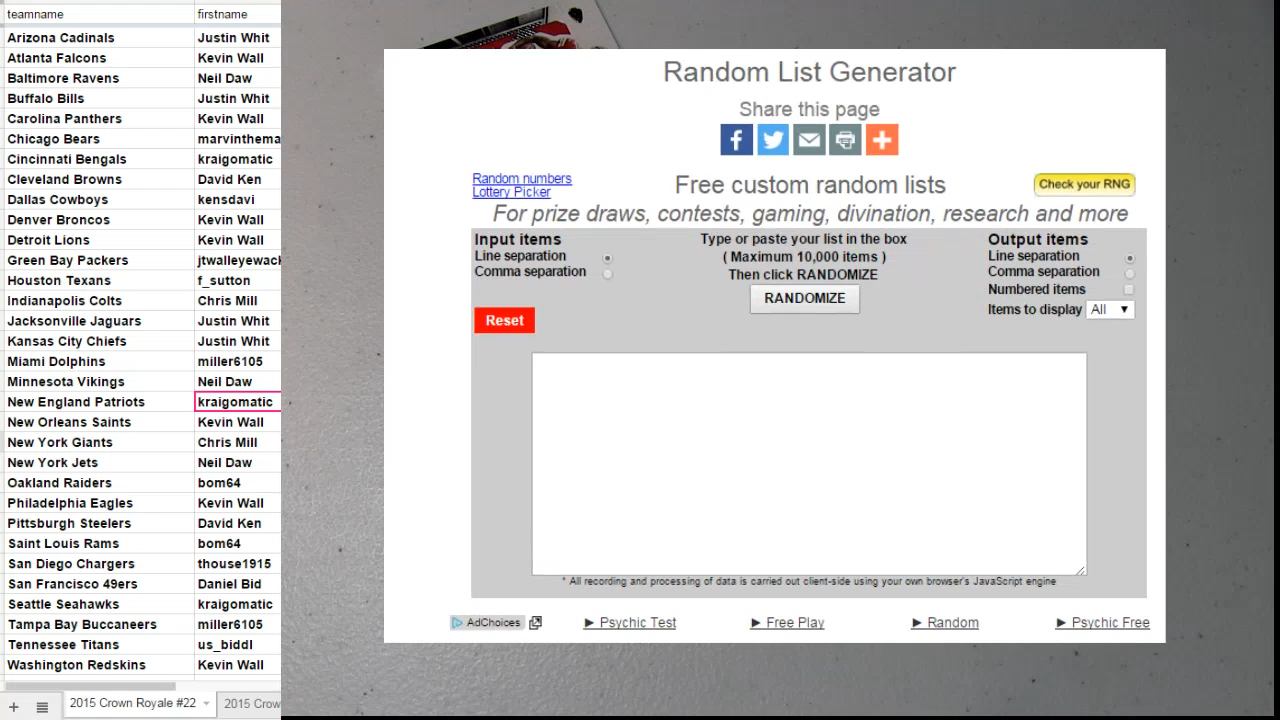 teamname firstname
Arizona Cadinals Justin Whit
Atlanta Falcons Kevin Wall
Baltimore Ravens Neil Daw
Buffalo Bills Justin Whit
Carolina Panthers Kevin Wall
Chicago Bears marvinthema
Cincinnati Bengals kraigomatic
Cleveland Browns David Ken
Dallas Cowboys kensdavi
Denver Broncos Kevin Wall
Detroit Lions Kevin Wall
Green Bay Packers jtwalleyewack
Houston Texans f_sutton
Indianapolis Colts Chris Mill
Jacksonville Jaguars Justin Whit
Kansas City Chiefs Justin Whit
Miami Dolphins miller6105
Minnesota Vikings Neil Daw
New England Patriots kraigomatic
New Orleans Saints Kevin Wall
New York Giants Chris Mill
New York Jets Neil Daw
Oakland Raiders bom64
Philadelphia Eagles Kevin Wall
Pittsburgh Steelers David Ken
Saint Louis Rams bom64
San Diego Chargers thouse1915
San Francisco 49ers Daniel Bid
Seattle Seahawks kraigomatic
Tampa Bay Buccaneers miller6105
Tennessee Titans us_biddl
Washington Redskins Kevin Wall
2015 Crown Royale #22 2015 Crow
Random List Generator
Share this page
Random numbers
Lottery Picker
Free custom random lists
Check your RNG
For prize draws, contests, gaming, divination, research and more
Input items
Line separation
Comma separation
Reset
Type or paste your list in the box
( Maximum 10,000 items )
Then click RANDOMIZE
RANDOMIZE
Output items
Line separation
Comma separation
Numbered items
Items to display All
* All recording and processing of data is carried out client-side using your own browser's JavaScript engine
AdChoices ► Psychic Test ► Free Play ► Random ► Psychic Free